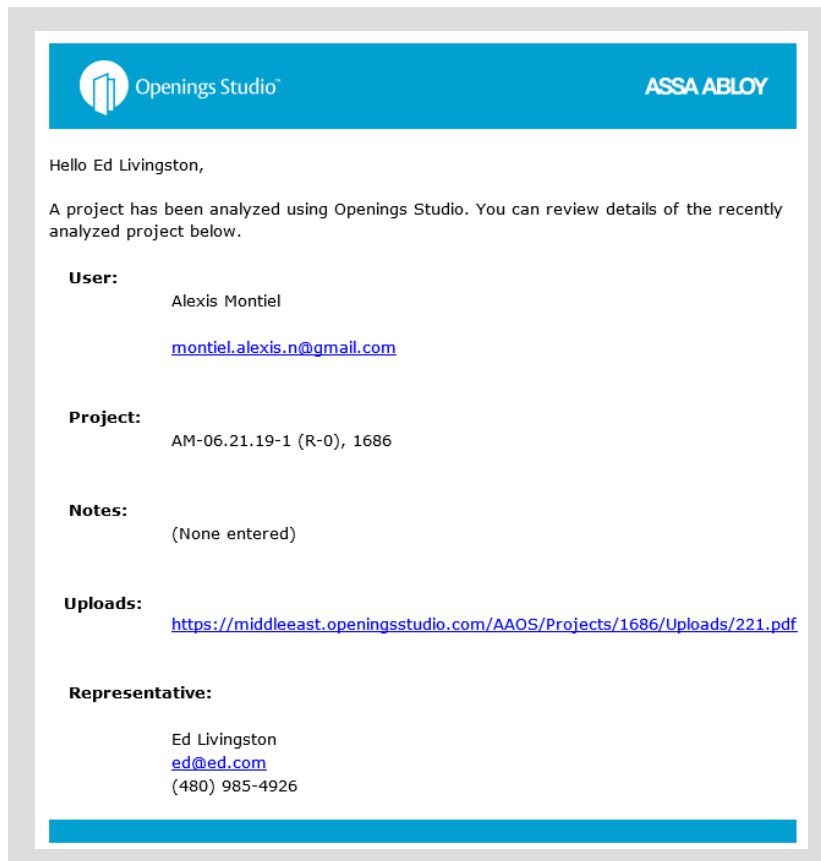 Openings Studio™
ASSA ABLOY
Hello Ed Livingston,
A project has been analyzed using Openings Studio. You can review details of the recently
analyzed project below.
User:
Alexis Montiel
montiel.alexis.n@gmail.com
Project:
AM-06.21.19-1 (R-0), 1686
Notes:
(None entered)
Uploads:
https://middleeast.openingsstudio.com/AAOS/Projects/1686/Uploads/221.pdf
Representative:
Ed Livingston
ed@ed.com
(480) 985-4926